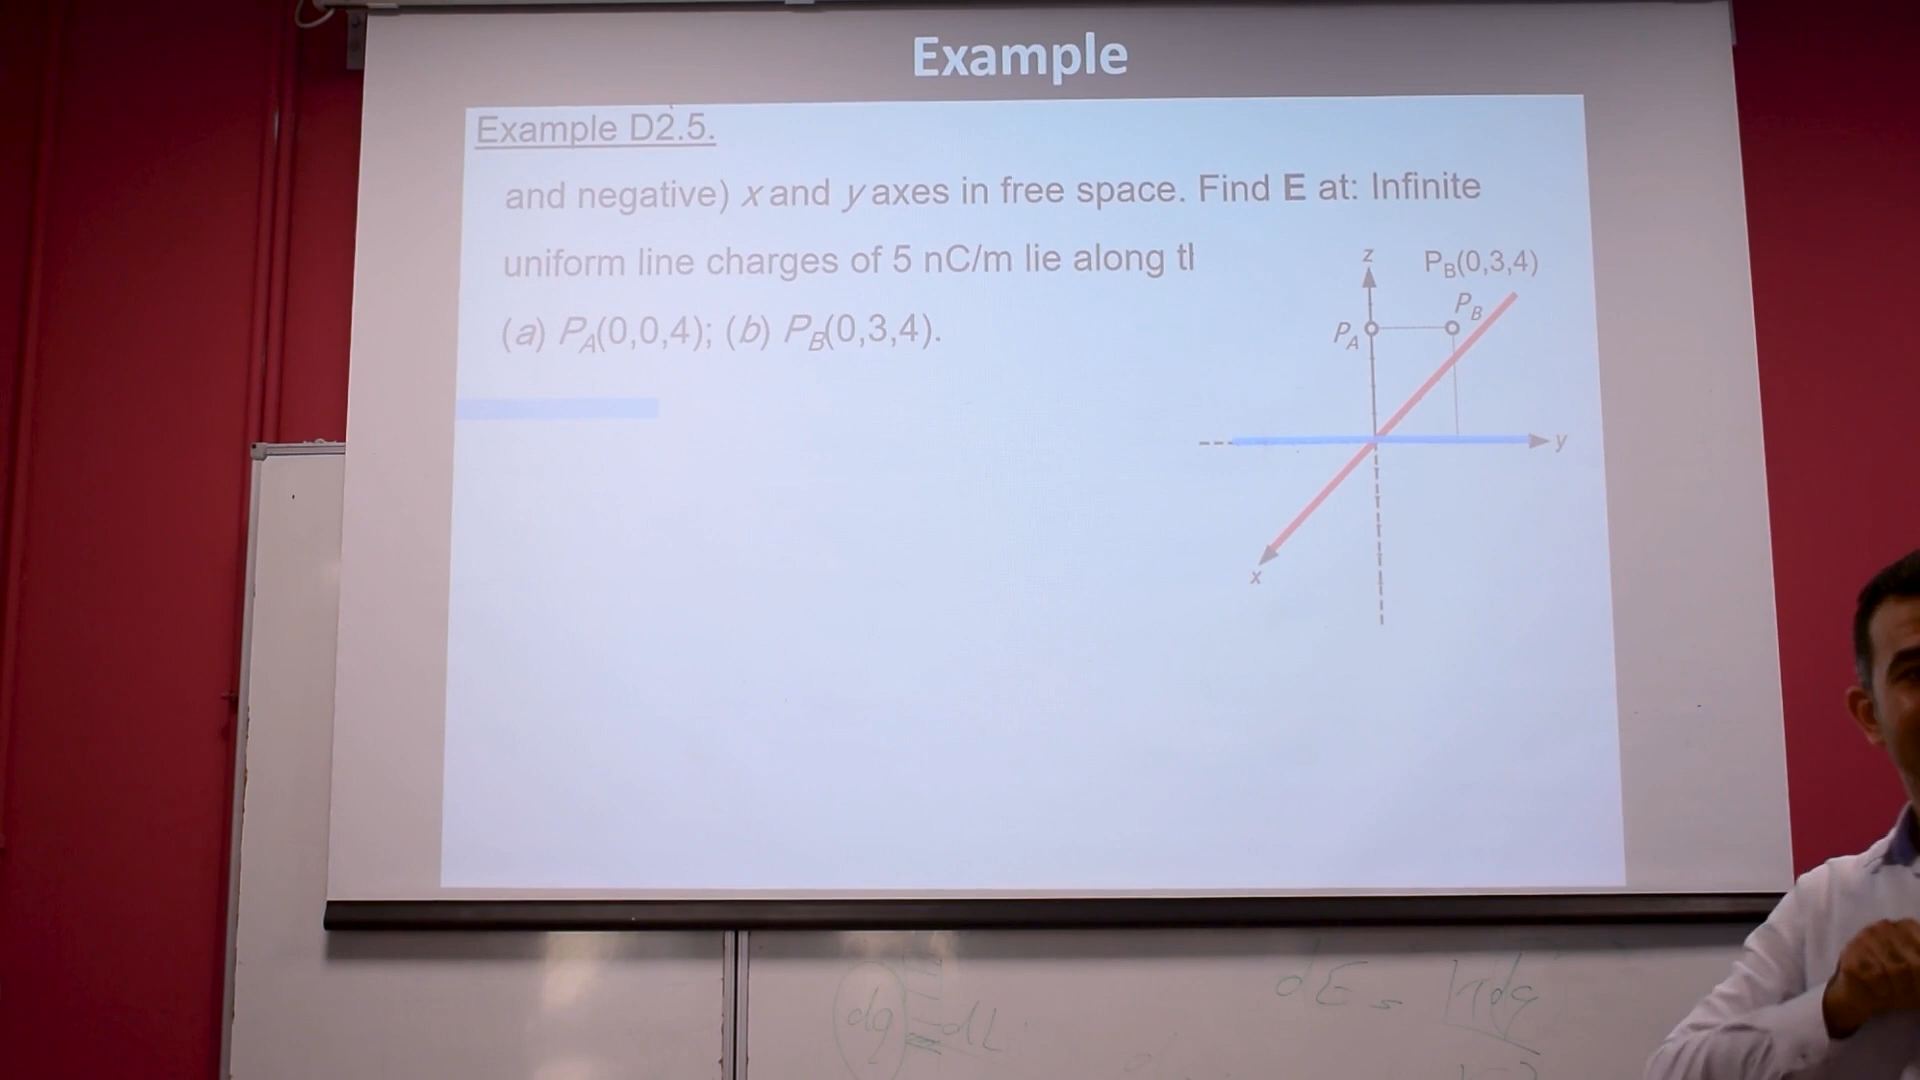 Example
Example D2.5.
and negative) x and y axes in free space. Find E at: Infinite
uniform line charges of 5 nC/m lie along tl
(a) PA(0,0,4); (b) PB(0,3,4).
z
PB(0,3,4)
PB
PA
y
x
dE = kdq
dq = dL